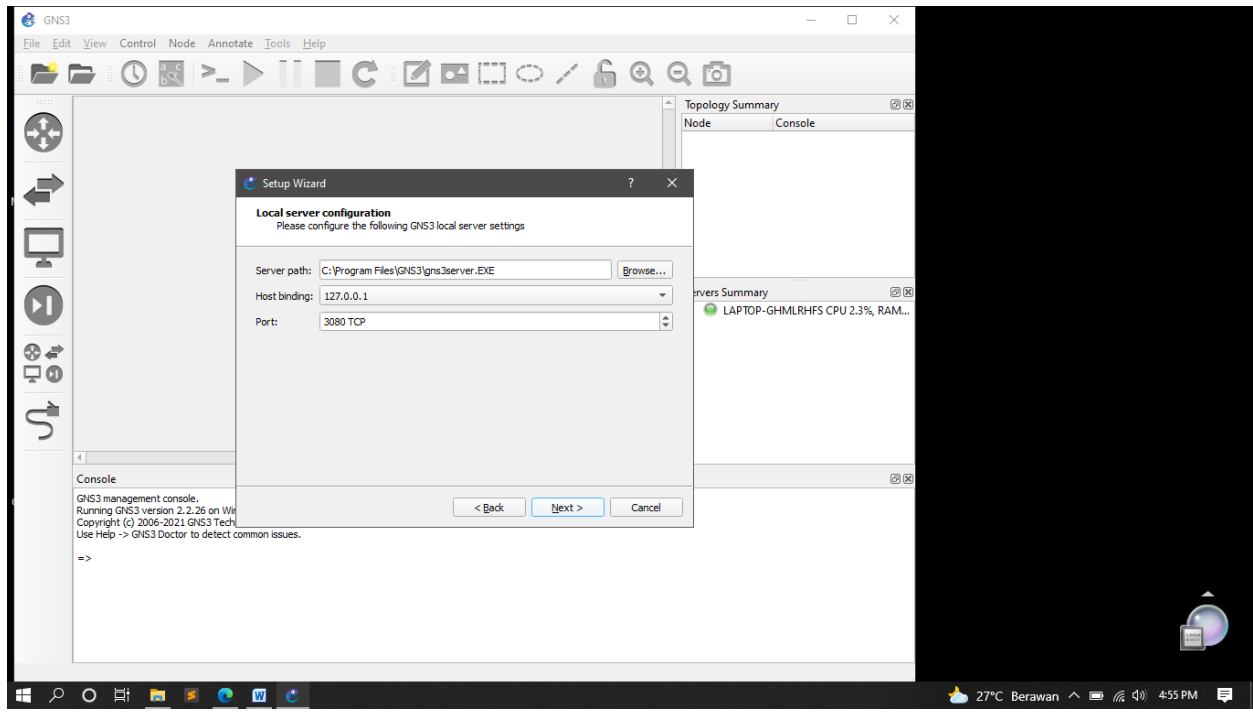 GNS3
File Edit View Control Node Annotate Tools Help
Topology Summary
Node Console
Setup Wizard
Local server configuration
Please configure the following GNS3 local server settings
Server path: C:\Program Files\GNS3\gns3server.EXE Browse...
Host binding: 127.0.0.1
Port: 3080 TCP
< Back Next > Cancel
ervers Summary
LAPTOP-GHMLRHFS CPU 2.3%, RAM...
Console
GNS3 management console.
Running GNS3 version 2.2.26 on Wi
Copyright (c) 2006-2021 GNS3 Tech
Use Help -> GNS3 Doctor to detect common issues.
=>
27°C Berawan 4:55 PM